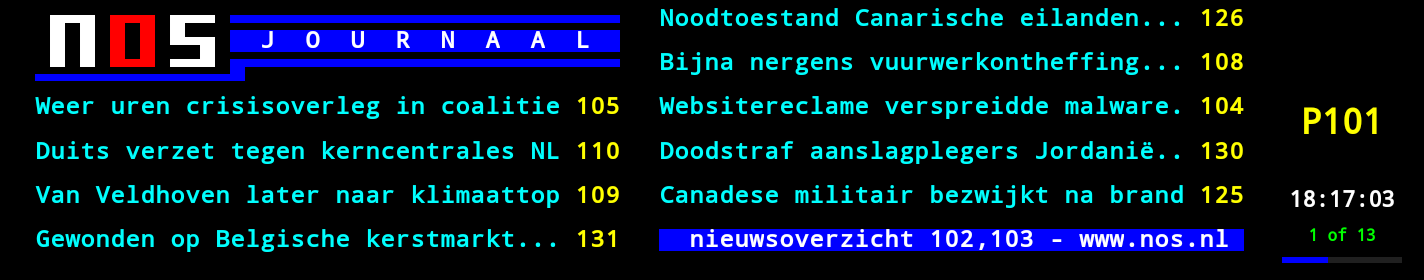 nos JOURNAAL
Weer uren crisisoverleg in coalitie 105
Duits verzet tegen kerncentrales NL 110
Van Veldhoven later naar klimaattop 109
Gewonden op Belgische kerstmarkt... 131
Noodtoestand Canarische eilanden... 126
Bijna nergens vuurwerkontheffing... 108
Websitereclame verspreidde malware. 104
Doodstraf aanslagplegers Jordanië.. 130
Canadese militair bezwijkt na brand 125
nieuwsoverzicht 102,103 - www.nos.nl
P101
18:17:03
1 of 13